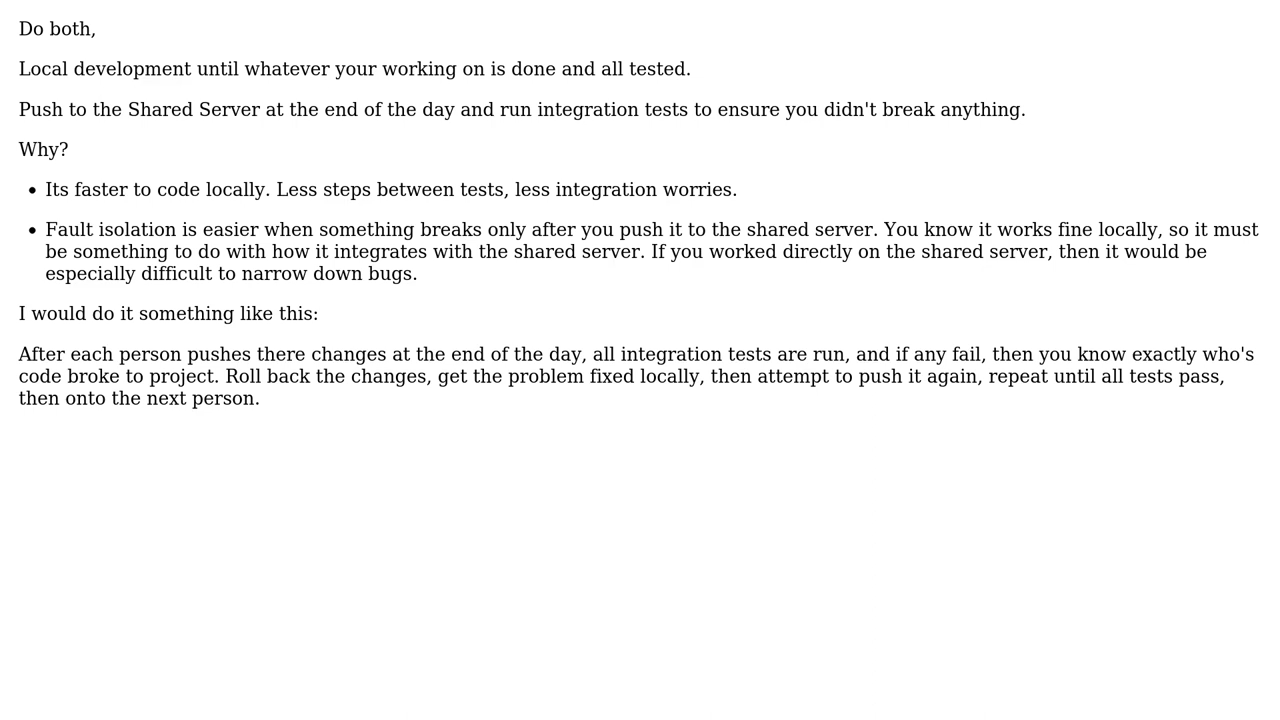 Do both,
Local development until whatever your working on is done and all tested.
Push to the Shared Server at the end of the day and run integration tests to ensure you didn't break anything.
Why?
• Its faster to code locally. Less steps between tests, less integration worries.
• Fault isolation is easier when something breaks only after you push it to the shared server. You know it works fine locally, so it must
be something to do with how it integrates with the shared server. If you worked directly on the shared server, then it would be
especially difficult to narrow down bugs.
I would do it something like this:
After each person pushes there changes at the end of the day, all integration tests are run, and if any fail, then you know exactly who's
code broke to project. Roll back the changes, get the problem fixed locally, then attempt to push it again, repeat until all tests pass,
then onto the next person.